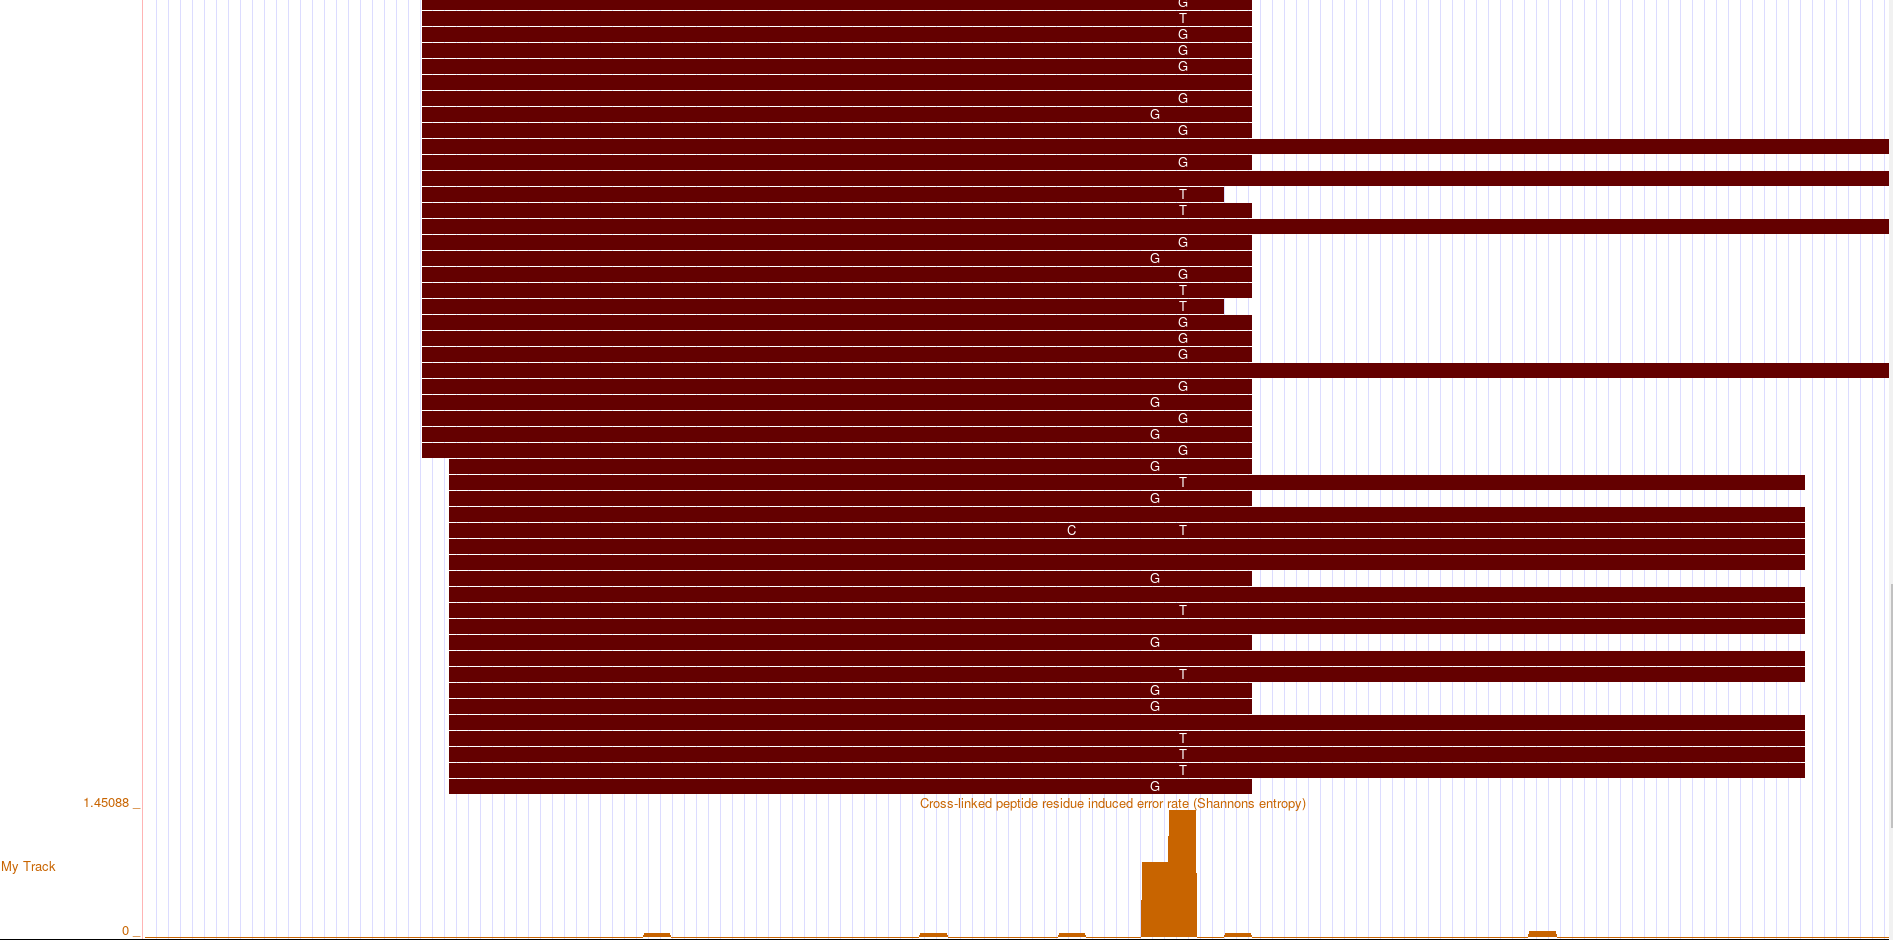 G
T
G
G
G
G
G
G
G
T
T
G
G
G
T
T
G
G
G
G
G
G
G
G
G
T
G
C T
G
T
G
T
G
G
T
T
T
G
1.45088 _
Cross-linked peptide residue induced error rate (Shannons entropy)
My Track
0 _